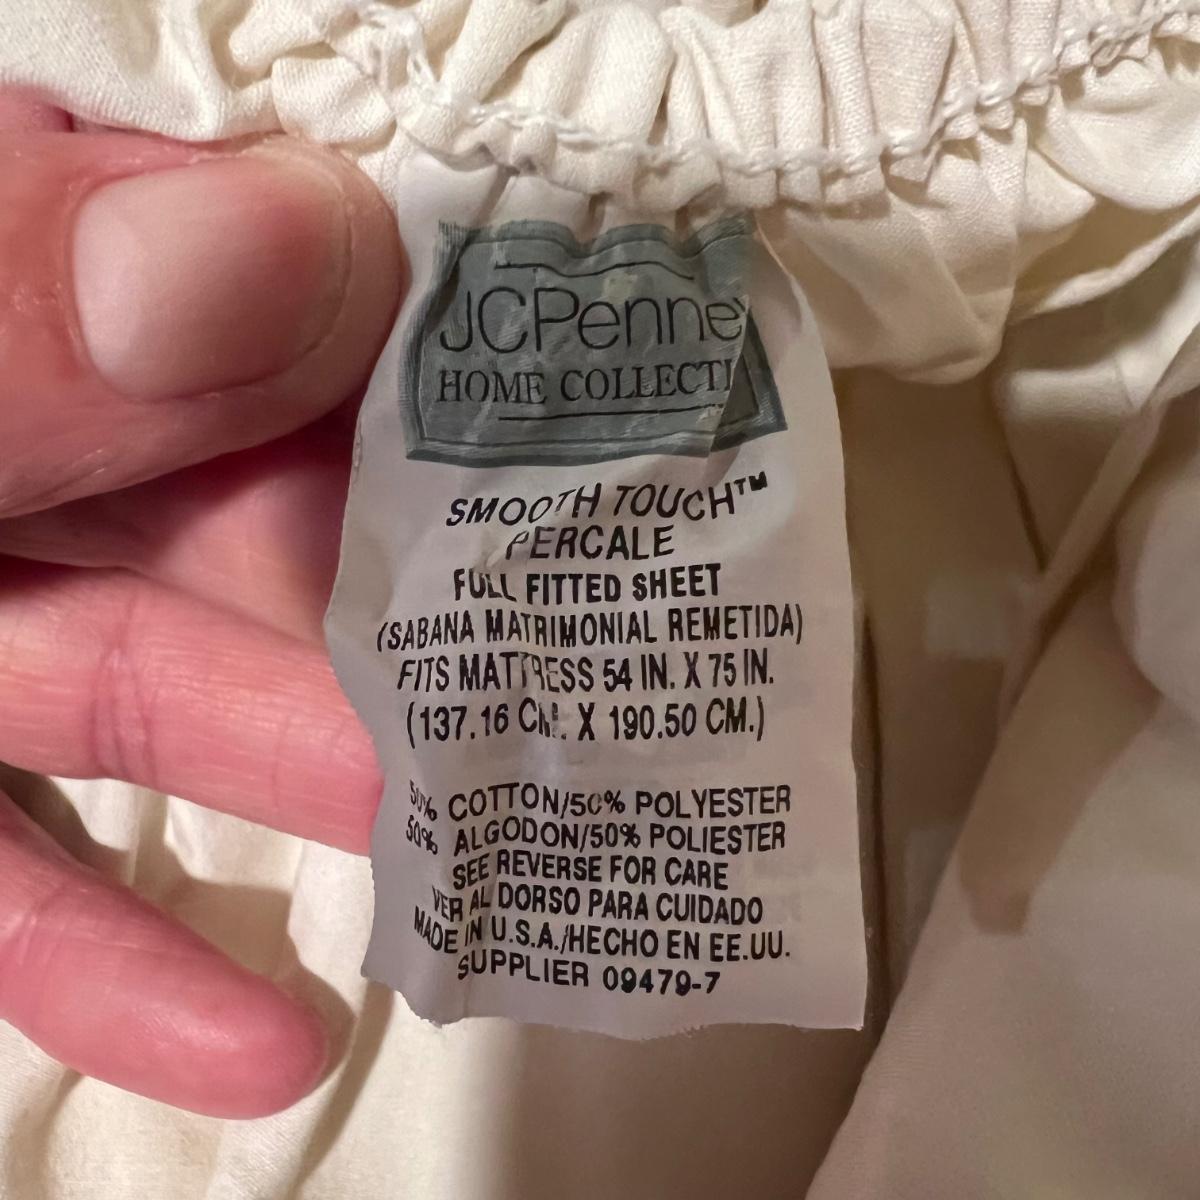 JCPenney
HOME COLLECTI
SMOOTH TOUCH™
PERCALE
FULL FITTED SHEET
(SABANA MATRIMONIAL REMETIDA)
FITS MATTRESS 54 IN. X 75 IN.
(137.16 CM. X 190.50 CM.)
50% COTTON/50% POLYESTER
50% ALGODON/50% POLIESTER
SEE REVERSE FOR CARE
VER AL DORSO PARA CUIDADO
MADE IN U.S.A./HECHO EN EE.UU.
SUPPLIER 09479-7